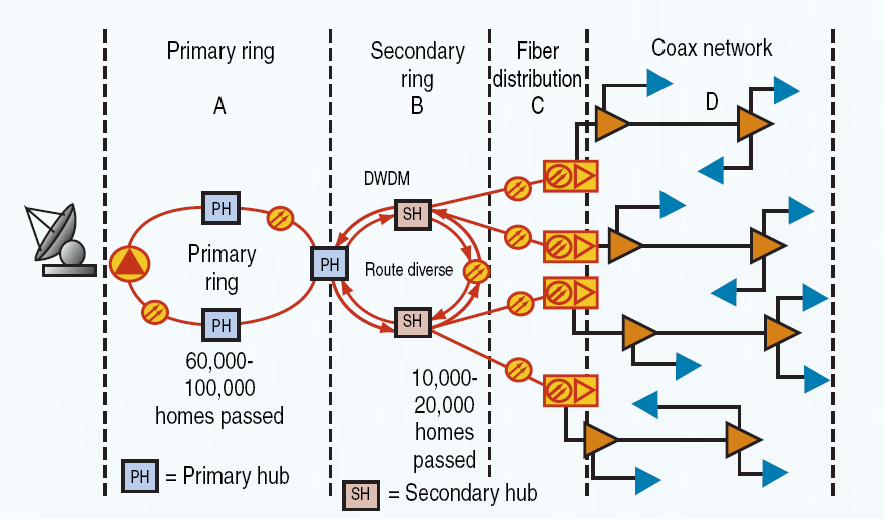 Primary ring
A
Secondary
ring
B
Fiber
distribution
C
Coax network
D
DWDM
PH
SH
Primary
ring
PH
Route diverse
PH
SH
60,000-
100,000
homes passed
10,000-
20,000
homes
passed
PH = Primary hub
SH = Secondary hub